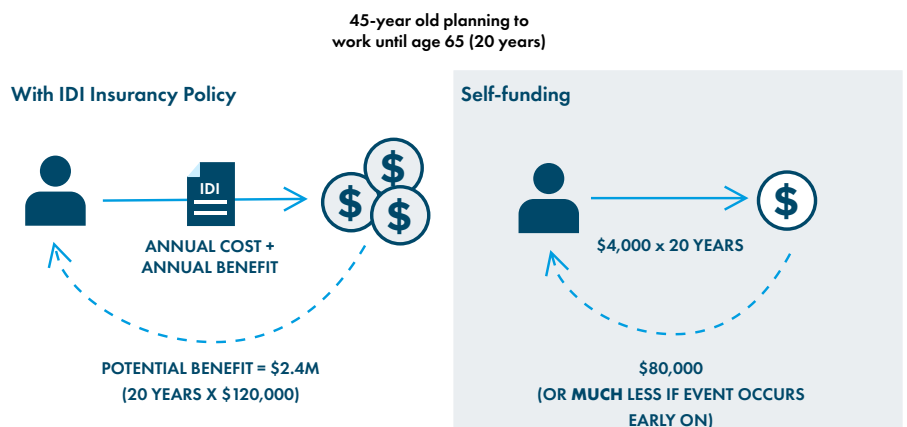 45-year old planning to
work until age 65 (20 years)
With IDI Insurancy Policy
IDI
$
$
$
ANNUAL COST +
ANNUAL BENEFIT
POTENTIAL BENEFIT = $2.4M
(20 YEARS X $120,000)
Self-funding
$
$4,000 x 20 YEARS
$80,000
(OR MUCH LESS IF EVENT OCCURS
EARLY ON)